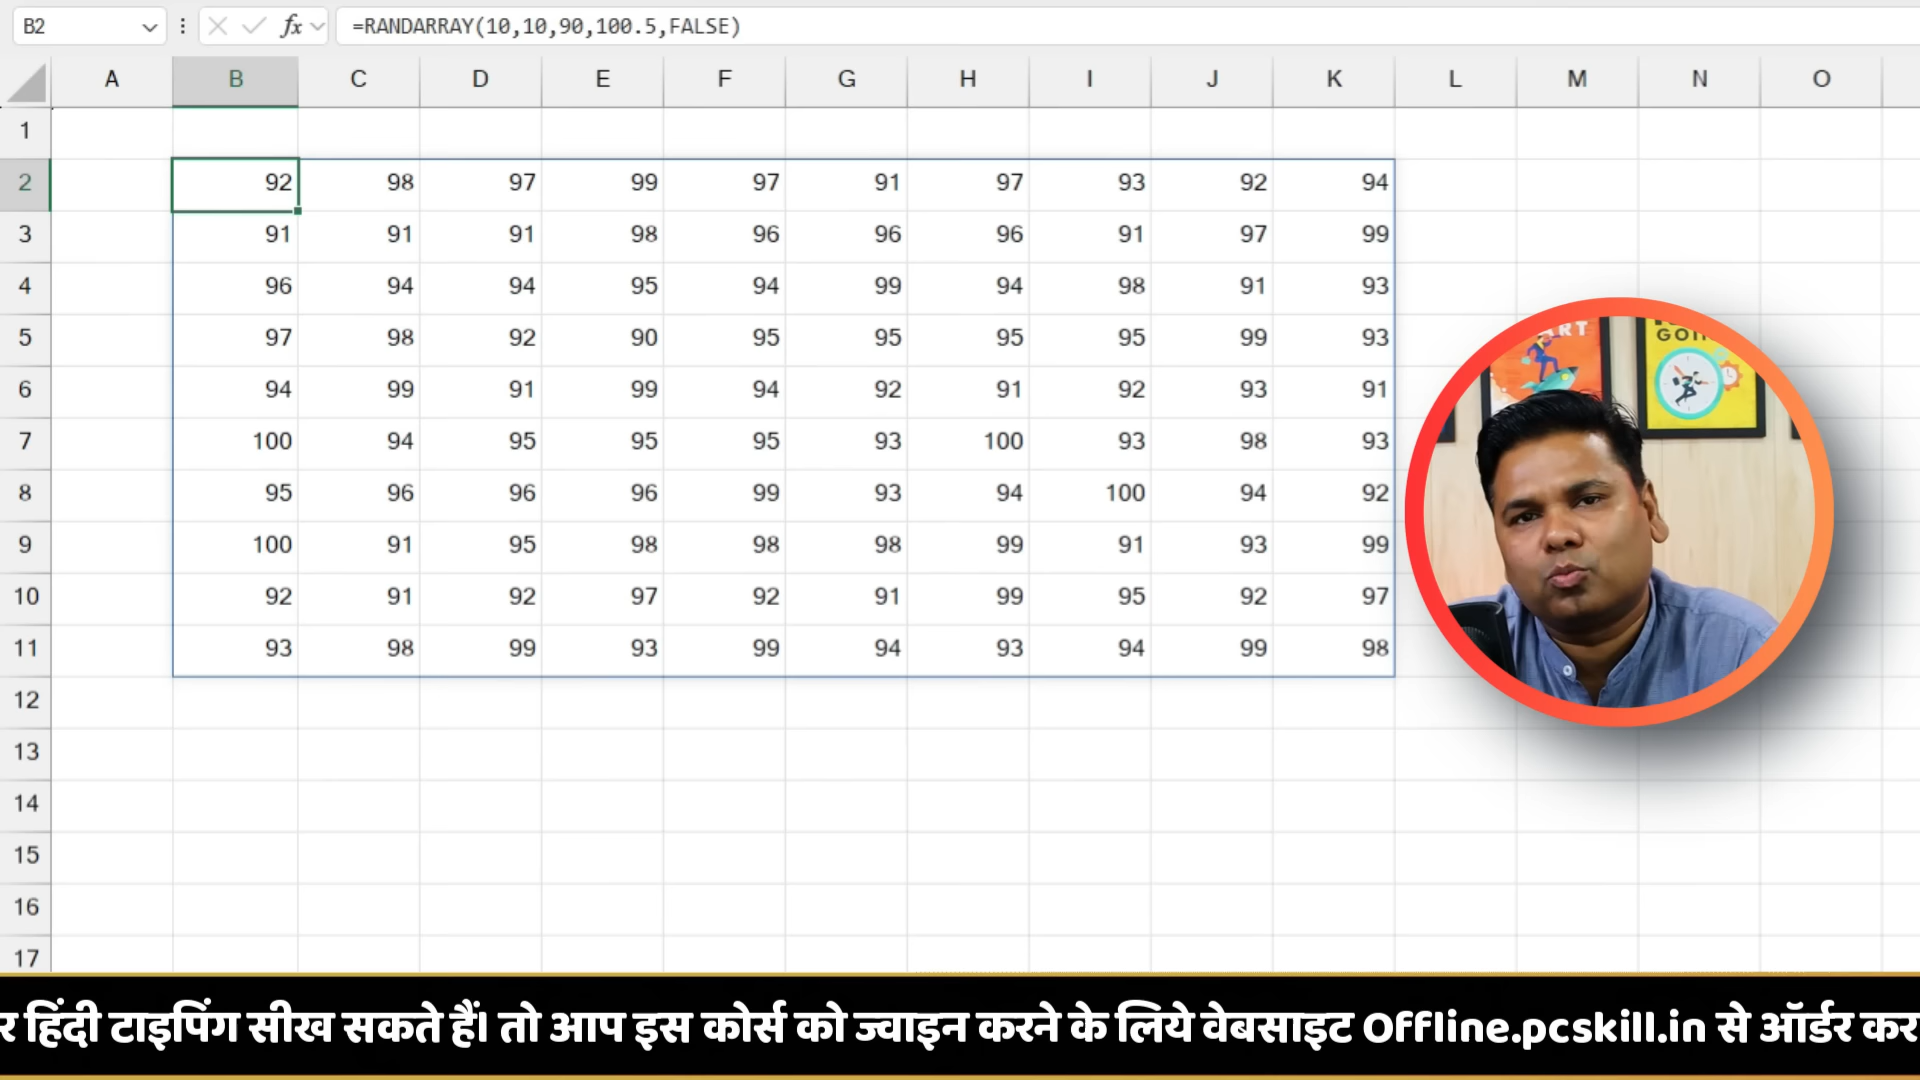 B2 fx =RANDARRAY(10,10,90,100.5,FALSE)
A B C D E F G H I J K L M N O
1
2 92 98 97 99 97 91 97 93 92 94
3 91 91 91 98 96 96 96 91 97 99
4 96 94 94 95 94 99 94 98 91 93
5 97 98 92 90 95 95 95 95 99 93
6 94 99 91 99 94 92 91 92 93 91
7 100 94 95 95 95 93 100 93 98 93
8 95 96 96 96 99 93 94 100 94 92
9 100 91 95 98 98 98 99 91 93 99
10 92 91 92 97 92 91 99 95 92 97
11 93 98 99 93 99 94 93 94 99 98
12
13
14
15
16
17
र हिंदी टाइपिंग सीख सकते हैं। तो आप इस कोर्स को ज्वाइन करने के लिये वेबसाइट Offline.pcskill.in से ऑर्डर कर